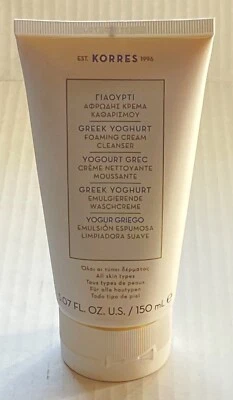 EST. KORRES 1996
ΓΙΑΟΥΡΤΙ
ΑΦΡΩΔΗΣ ΚΡΕΜΑ
ΚΑΘΑΡΙΣΜΟΥ
GREEK YOGHURT
FOAMING CREAM
CLEANSER
YOGOURT GREC
CRÈME NETTOYANTE
MOUSSANTE
GREEK YOGHURT
EMULGIERENDE
WASCHCREME
YOGUR GRIEGO
EMULSIÓN ESPUMOSA
LIMPIADORA SUAVE
Όλοι οι τύποι δέρματος
All skin types
Tous types de peaux
Für alle hauttypen
Todo tipo de piel
5.07 FL. OZ. U.S. / 150 mL e